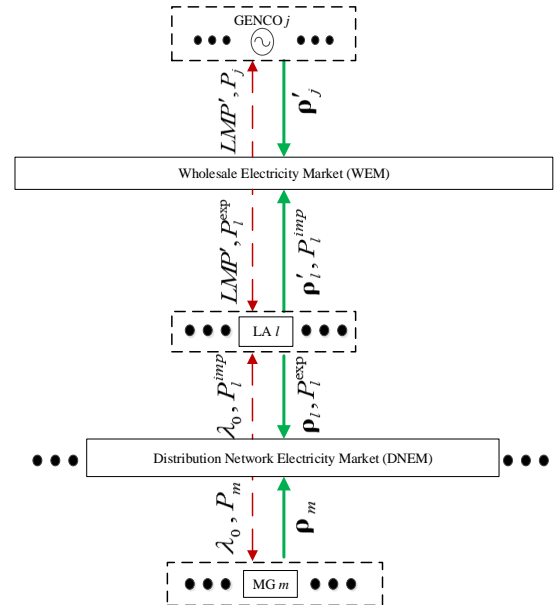 GENCO j
LMP′, P_j
ρ′_j
Wholesale Electricity Market (WEM)
LMP′, P_l^exp
ρ′_l, P_l^imp
LA l
λ_0, P_l^imp
ρ_l, P_l^exp
Distribution Network Electricity Market (DNEM)
λ_0, P_m
ρ_m
MG m